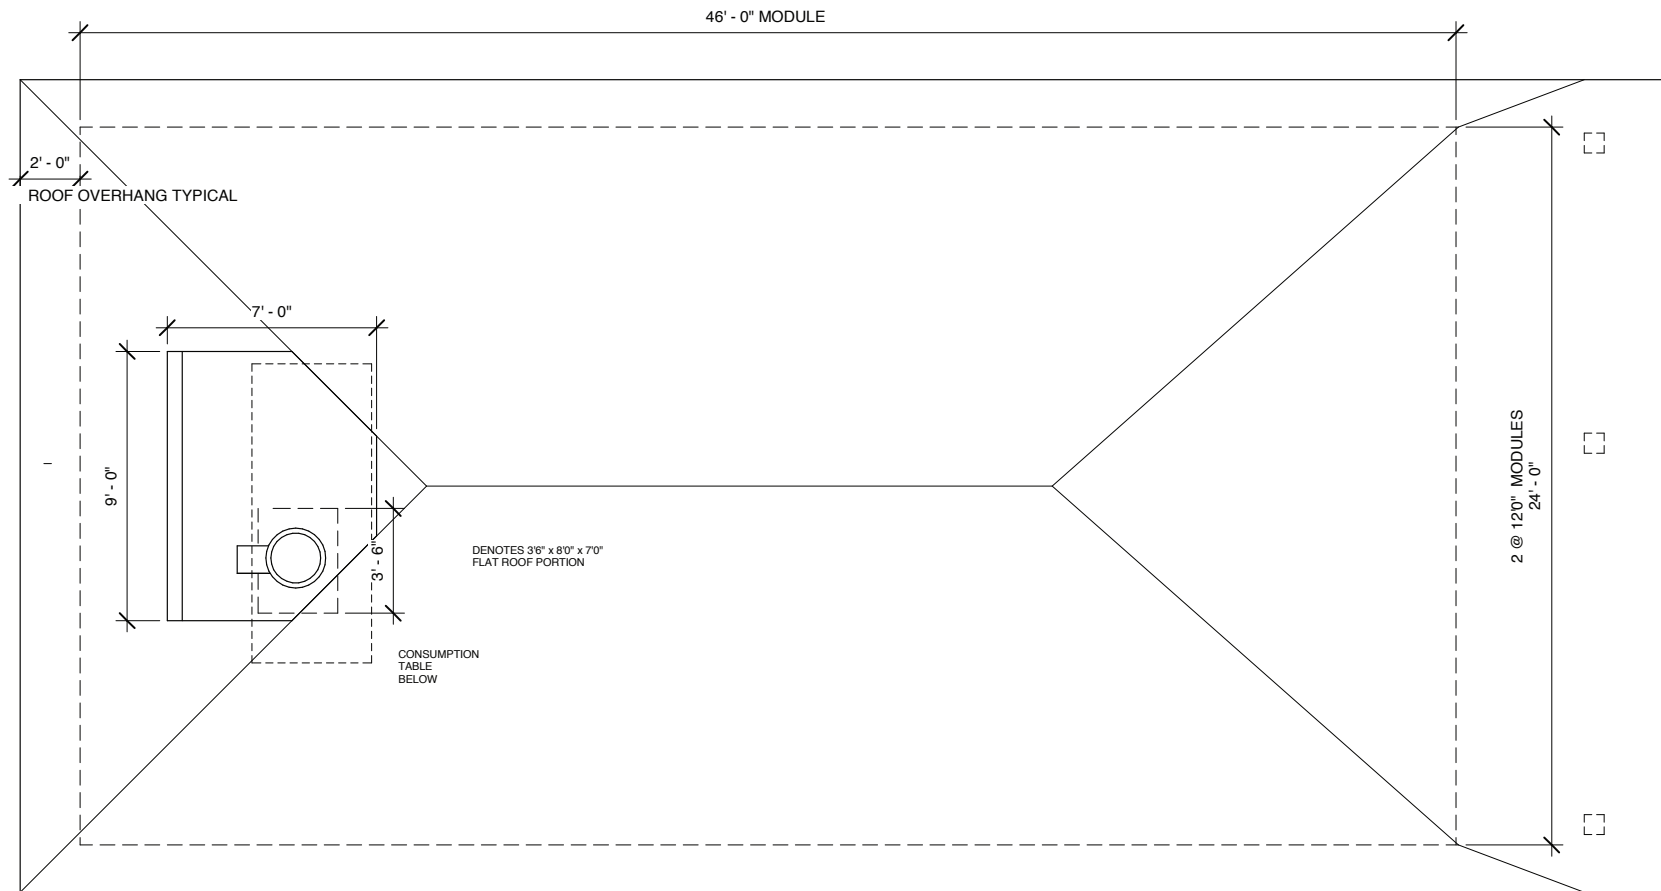 46' - 0" MODULE
2' - 0"
ROOF OVERHANG TYPICAL
7' - 0"
9' - 0"
3' - 6"
DENOTES 3'6" x 8'0" x 7'0"
FLAT ROOF PORTION
CONSUMPTION
TABLE
BELOW
2 @ 12'0" MODULES
24' - 0"